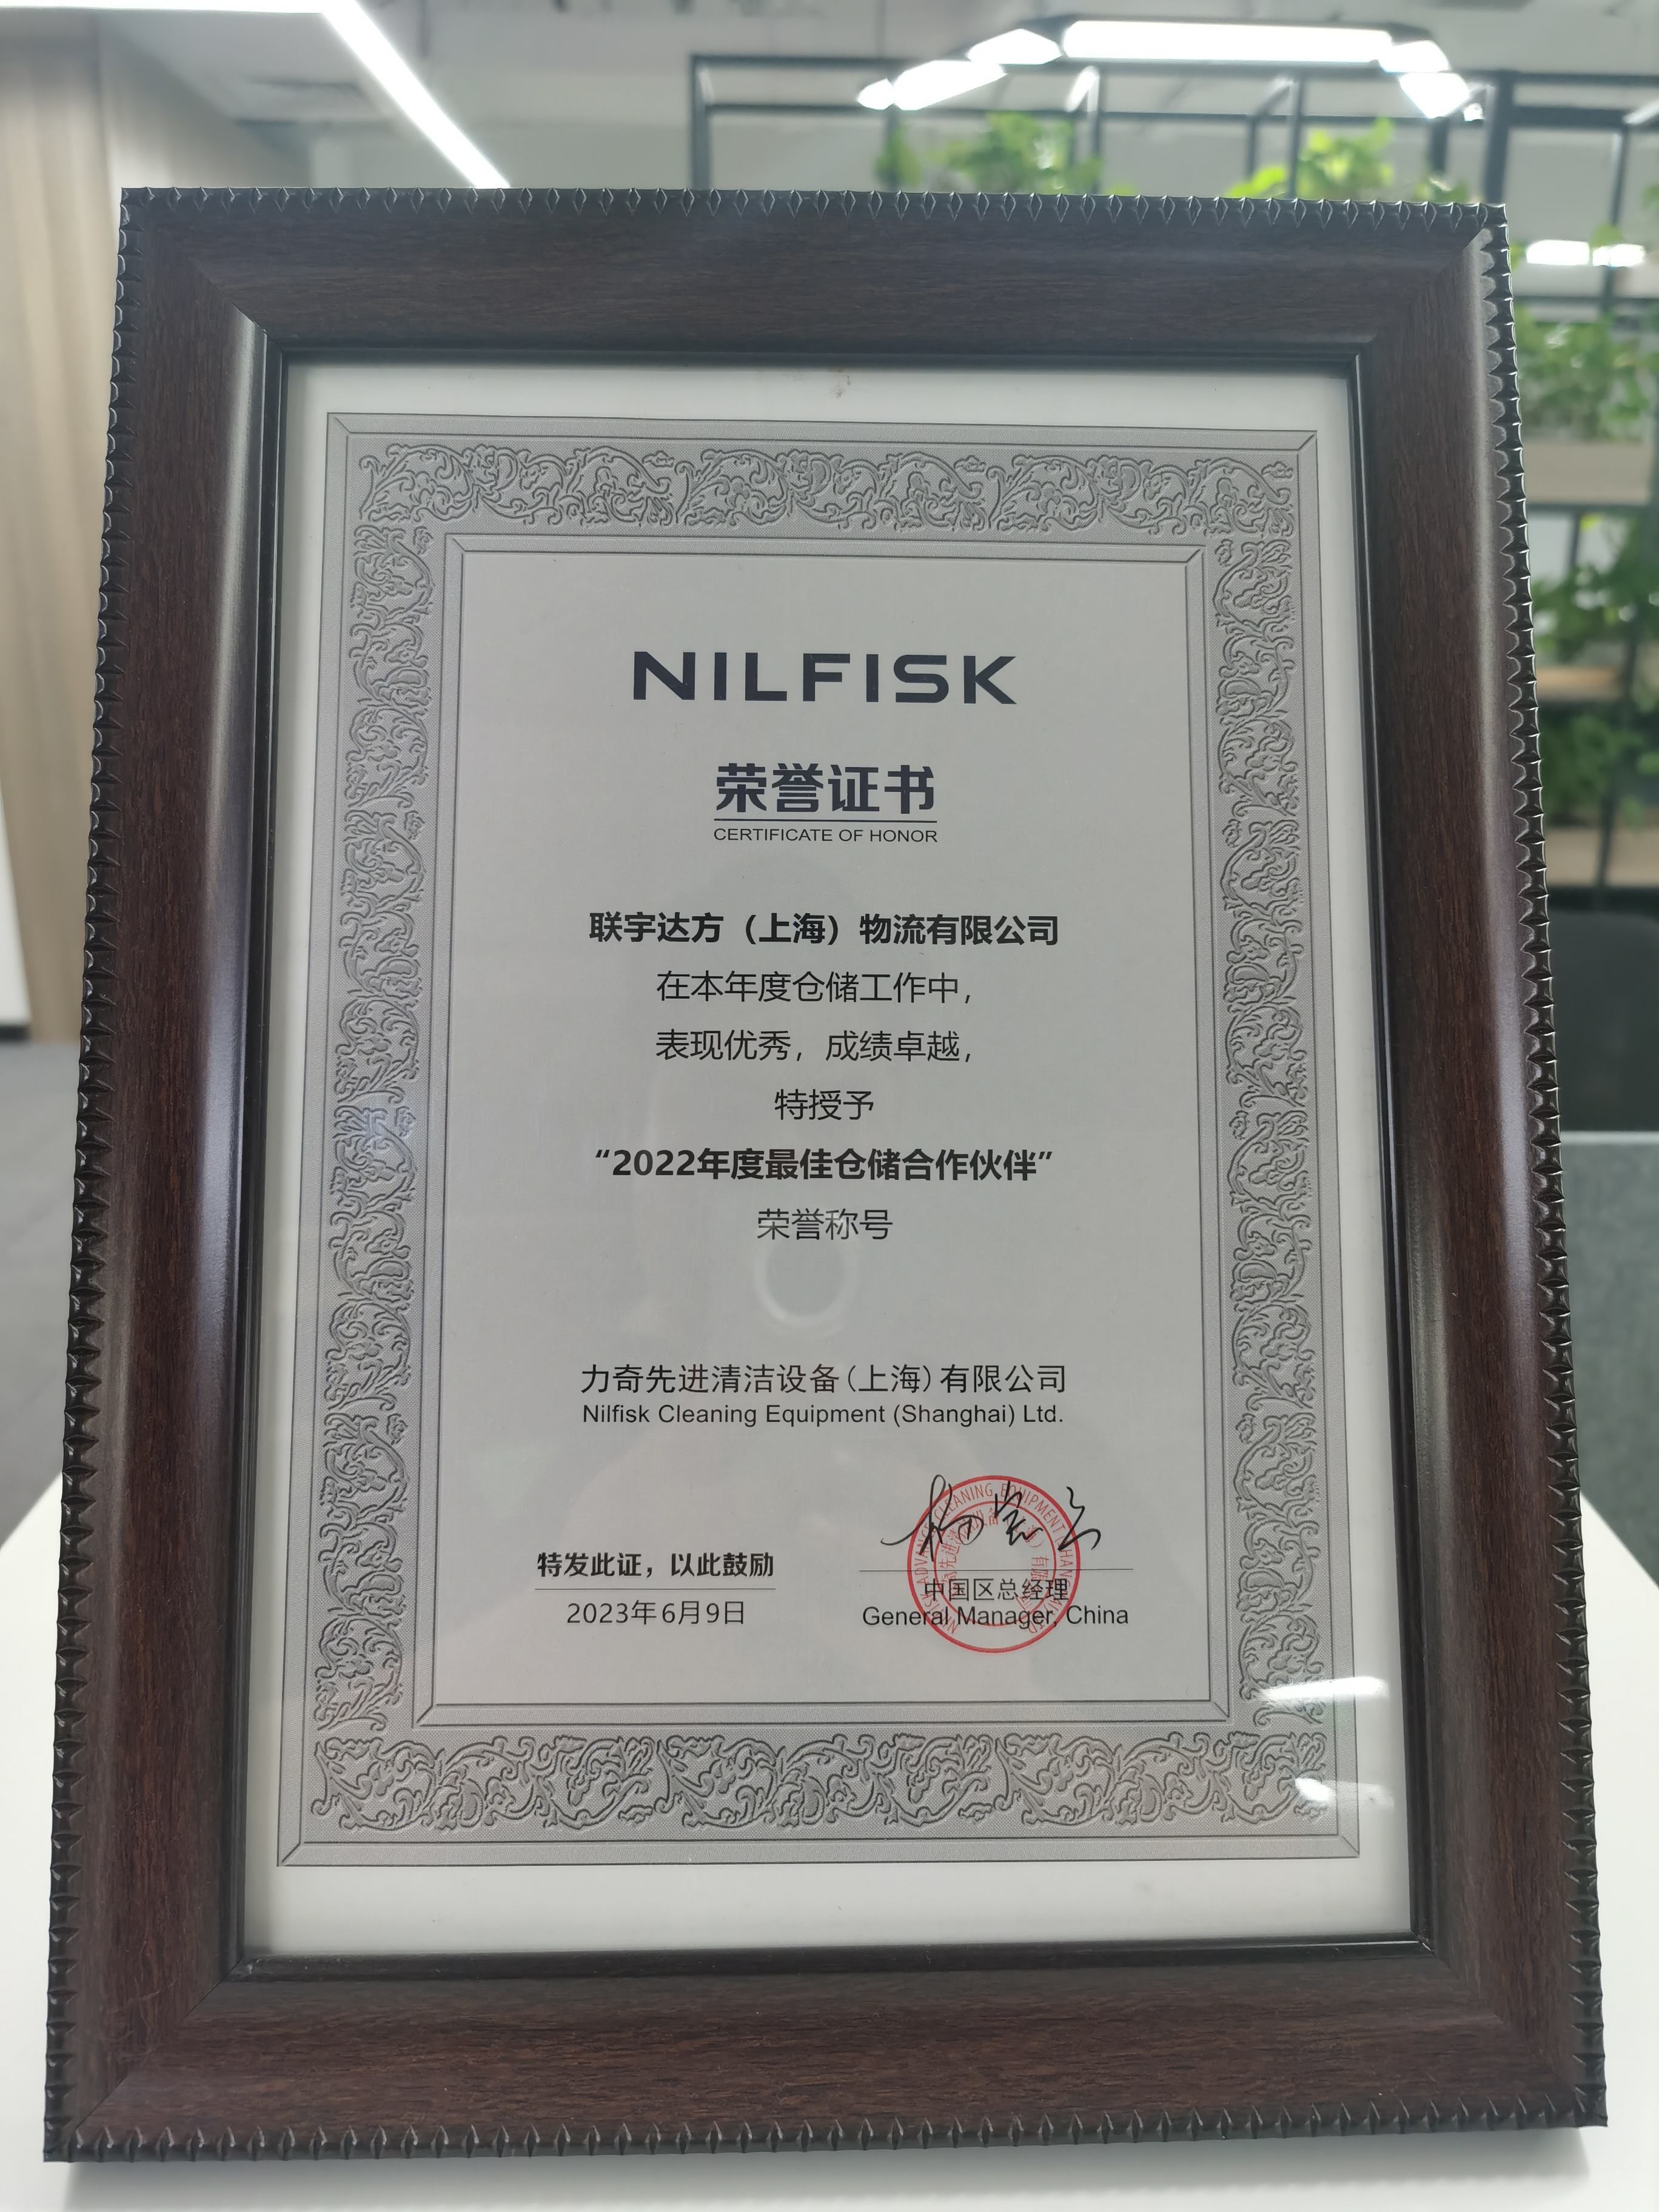 NILFISK
荣誉证书
CERTIFICATE OF HONOR
联宇达方（上海）物流有限公司
在本年度仓储工作中，
表现优秀，成绩卓越，
特授予
“2022年度最佳仓储合作伙伴”
荣誉称号
力奇先进清洁设备（上海）有限公司
Nilfisk Cleaning Equipment (Shanghai) Ltd.
特发此证，以此鼓励
2023年6月9日
中国区总经理
General Manager, China